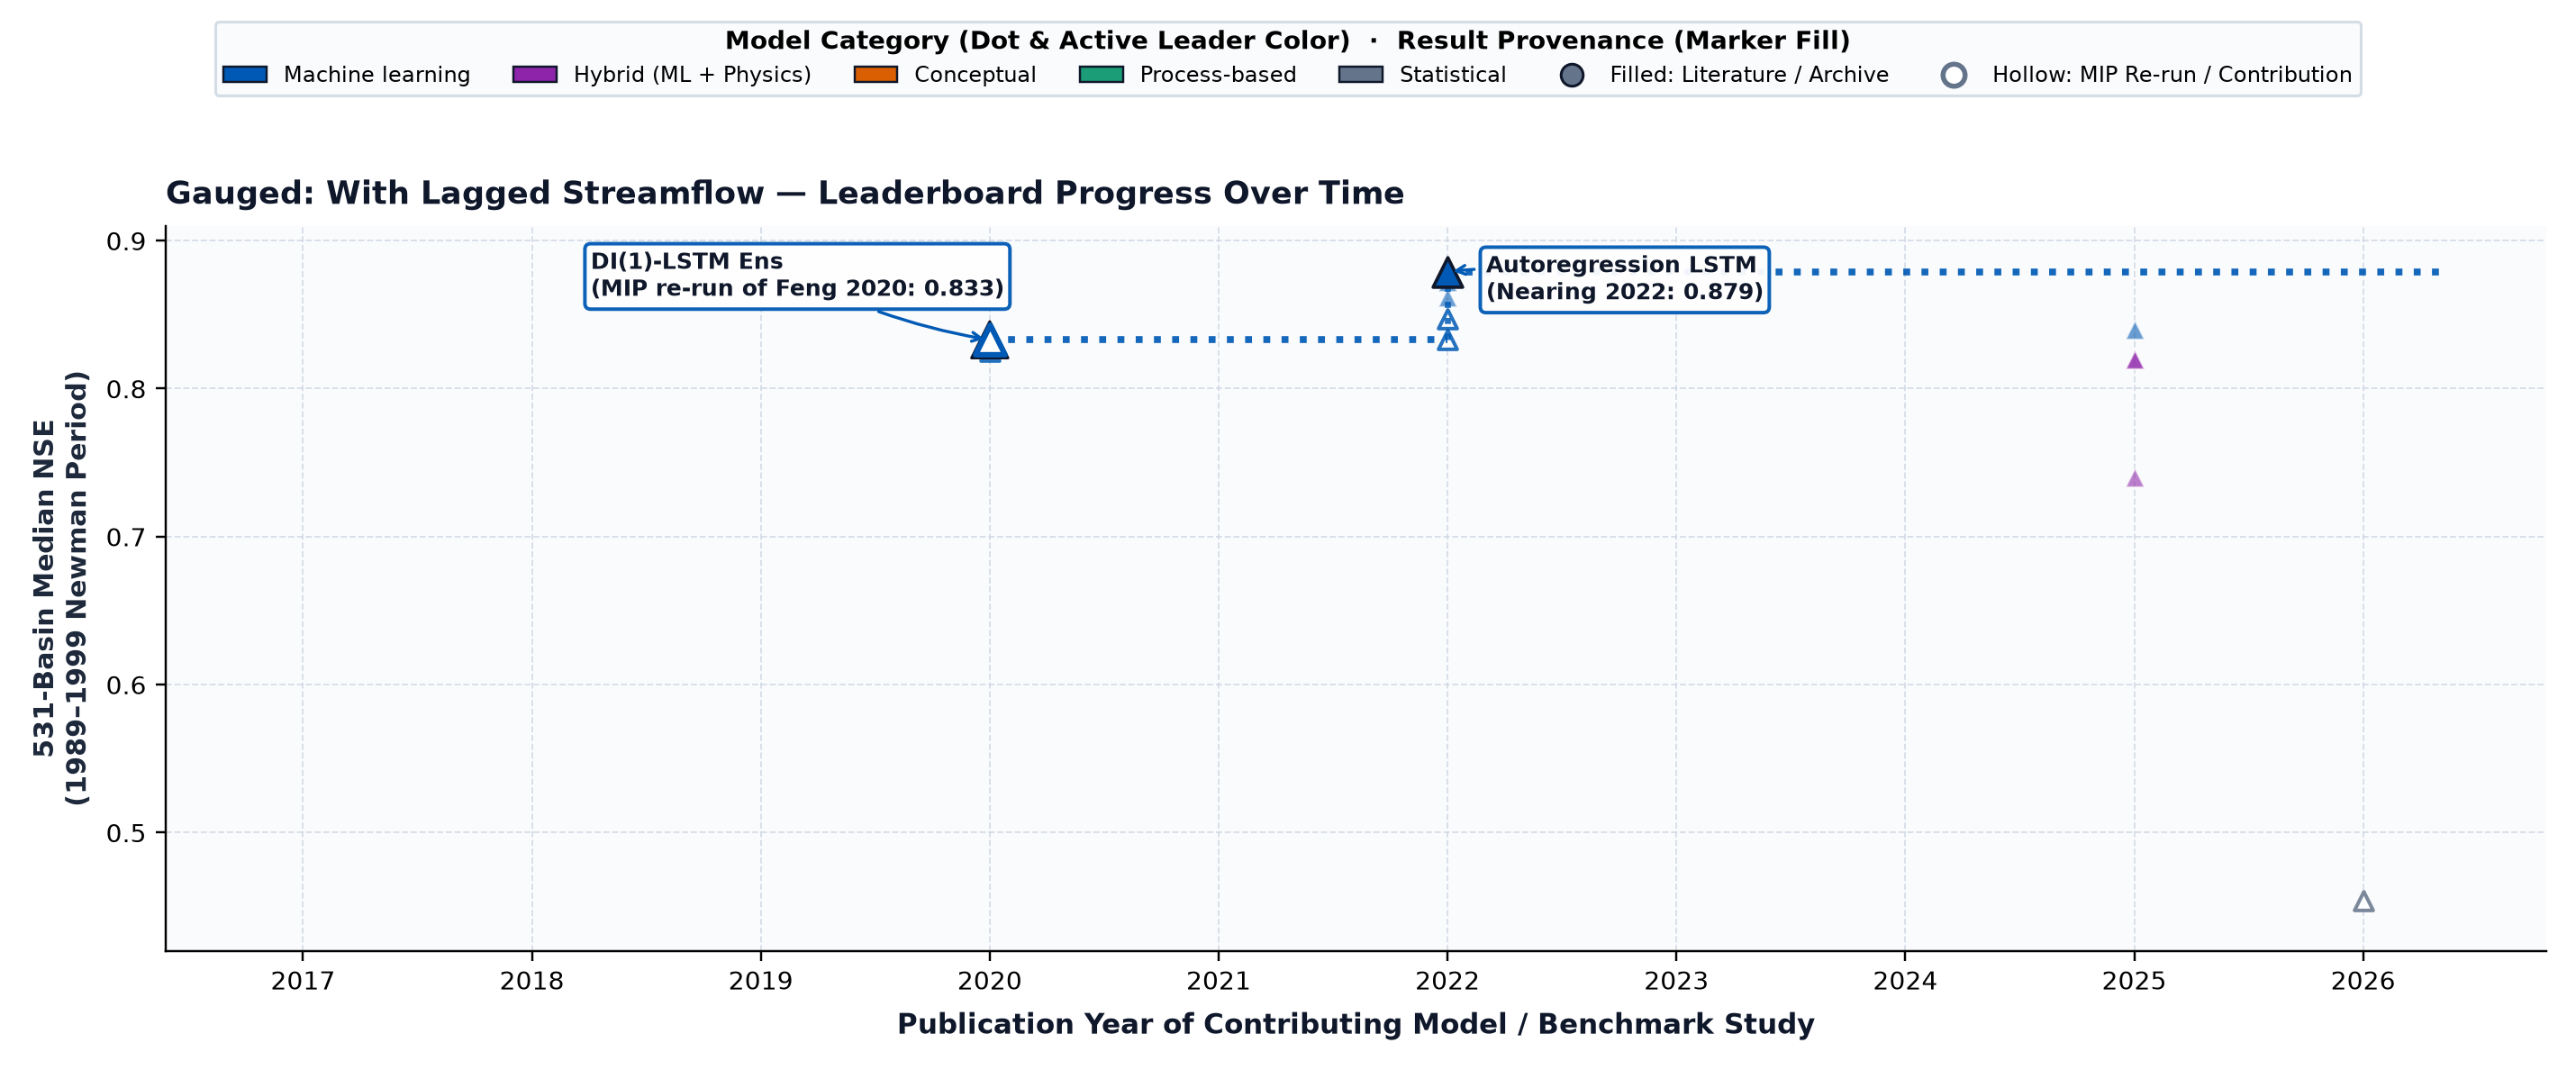 Model Category (Dot & Active Leader Color)  ·  Result Provenance (Marker Fill)
Machine learning
Hybrid (ML + Physics)
Conceptual
Process-based
Statistical
Filled: Literature / Archive
Hollow: MIP Re-run / Contribution
Gauged: With Lagged Streamflow — Leaderboard Progress Over Time
531-Basin Median NSE
(1989–1999 Newman Period)
0.9
0.8
0.7
0.6
0.5
DI(1)-LSTM Ens
(MIP re-run of Feng 2020: 0.833)
Autoregression LSTM
(Nearing 2022: 0.879)
2017
2018
2019
2020
2021
2022
2023
2024
2025
2026
Publication Year of Contributing Model / Benchmark Study